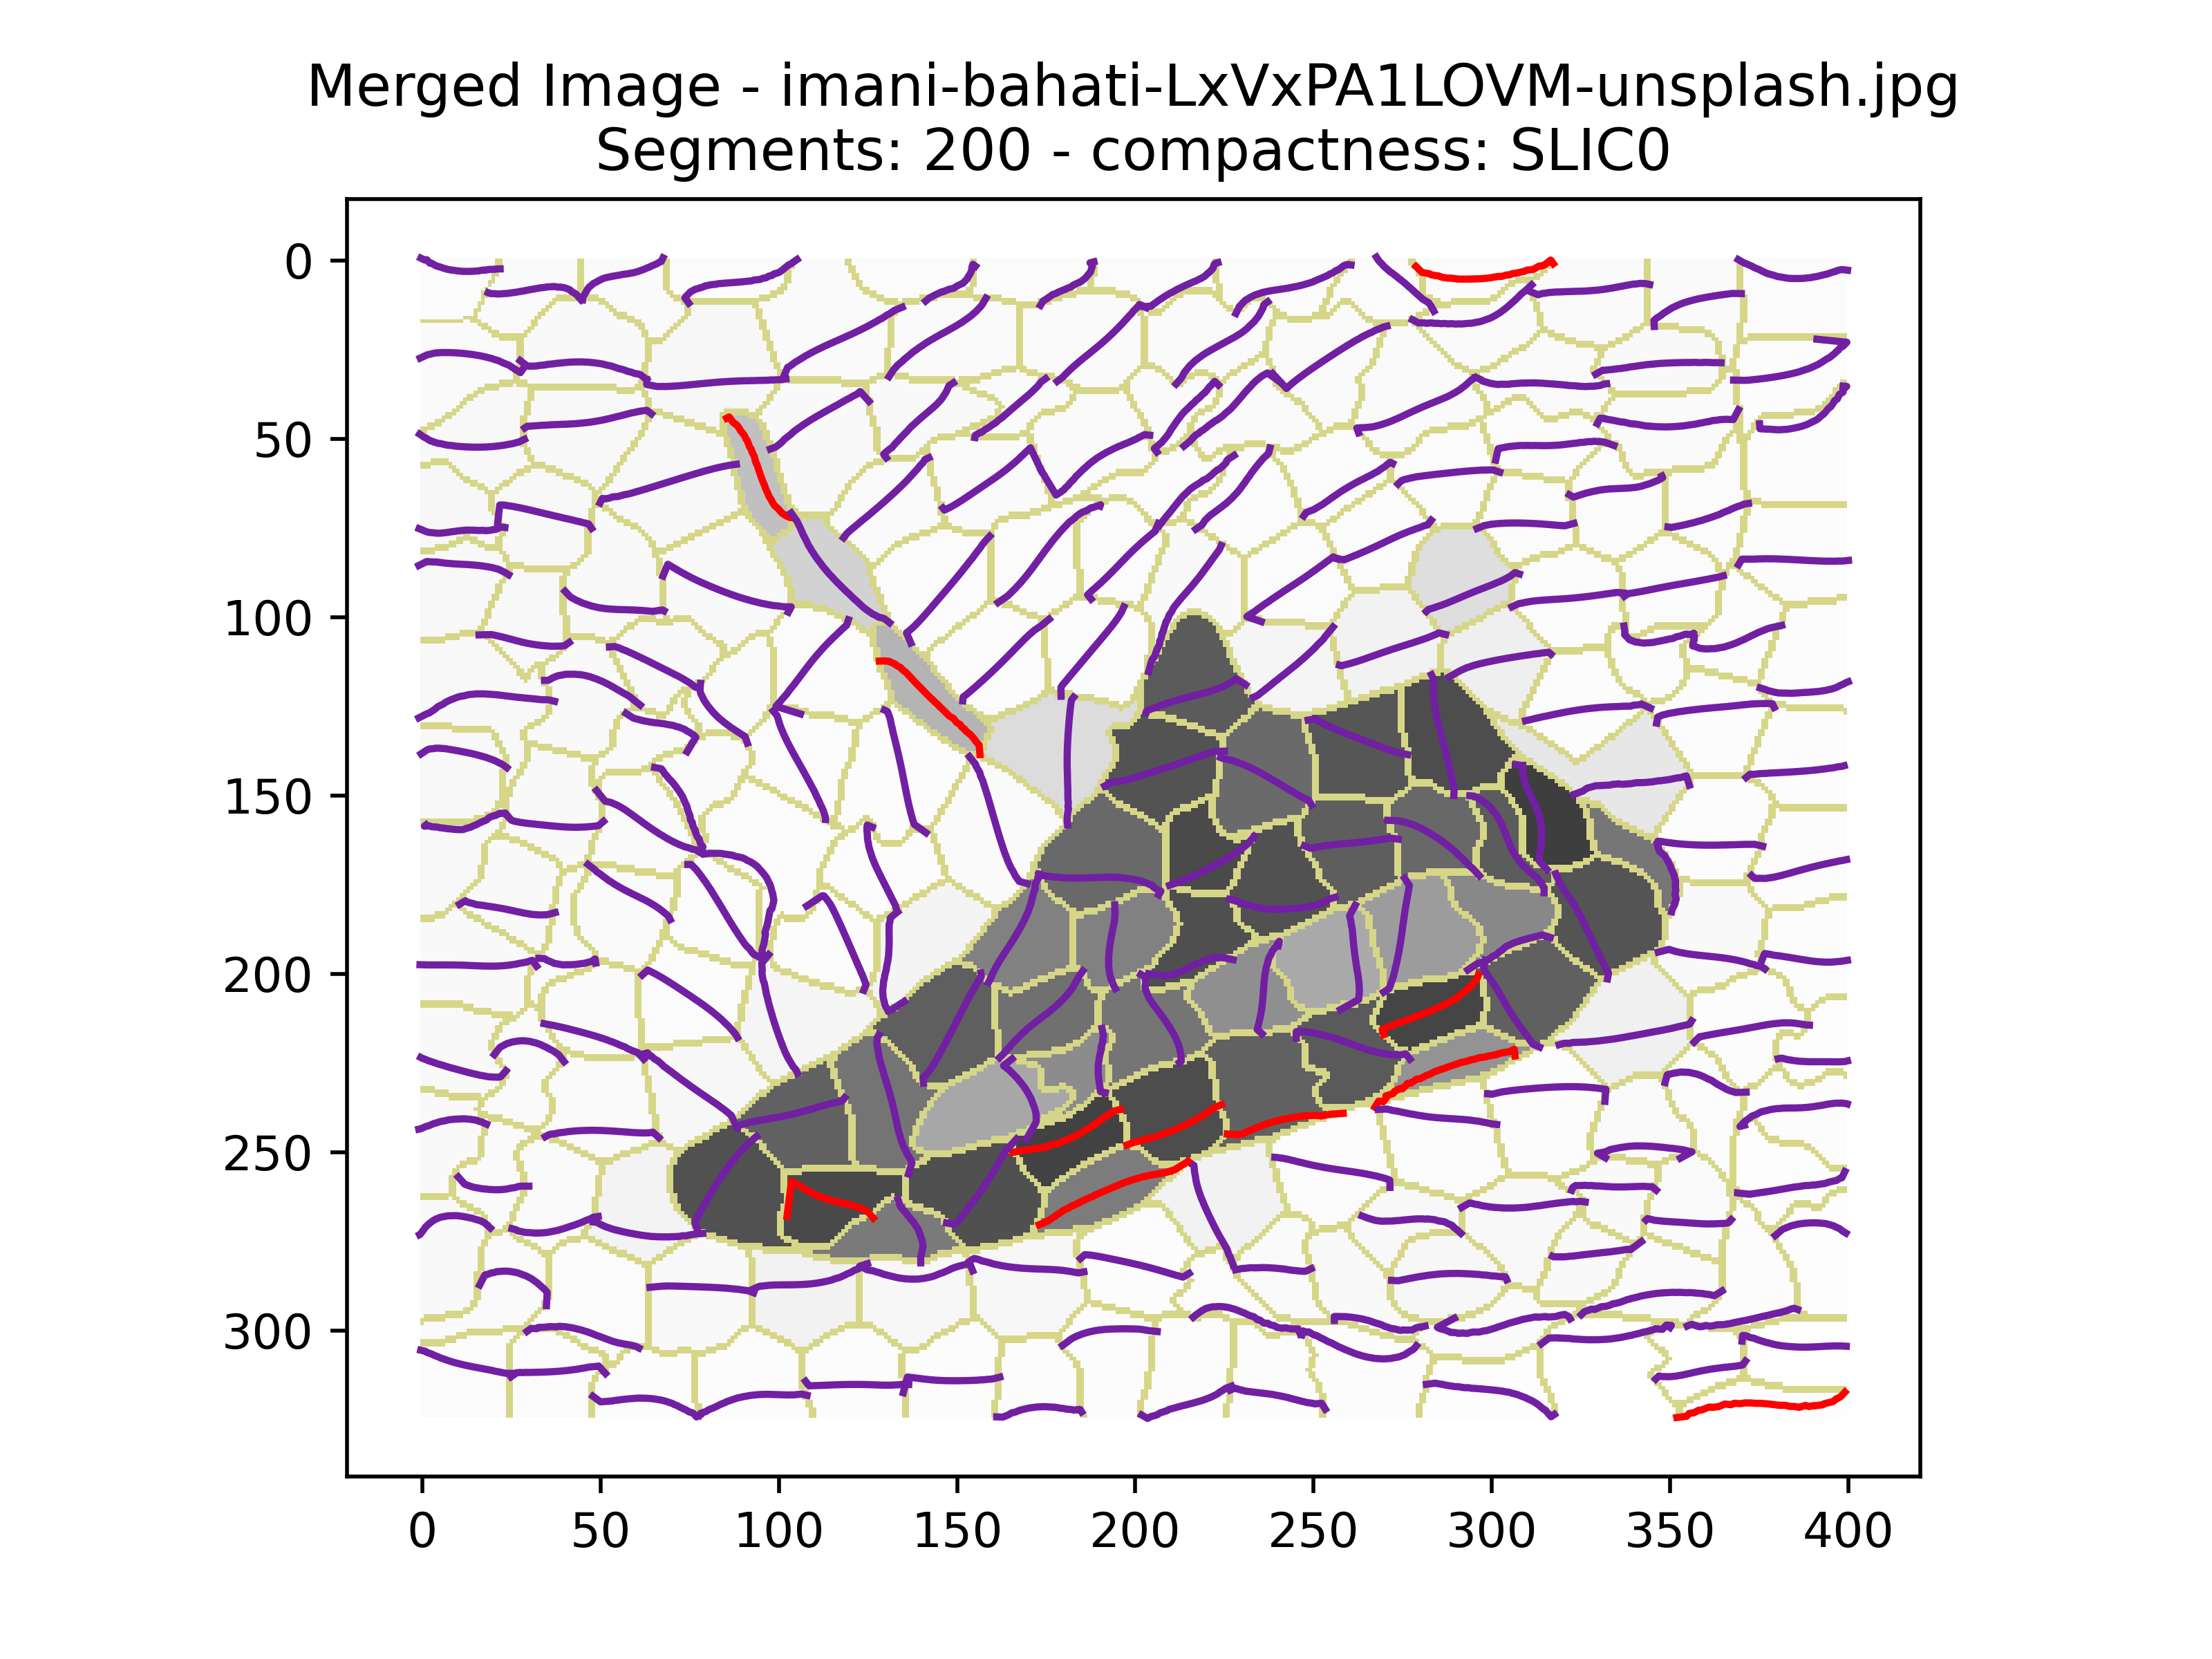 Merged Image - imani-bahati-LxVxPA1LOVM-unsplash.jpg
Segments: 200 - compactness: SLIC0
0
50
100
150
200
250
300
0 50 100 150 200 250 300 350 400